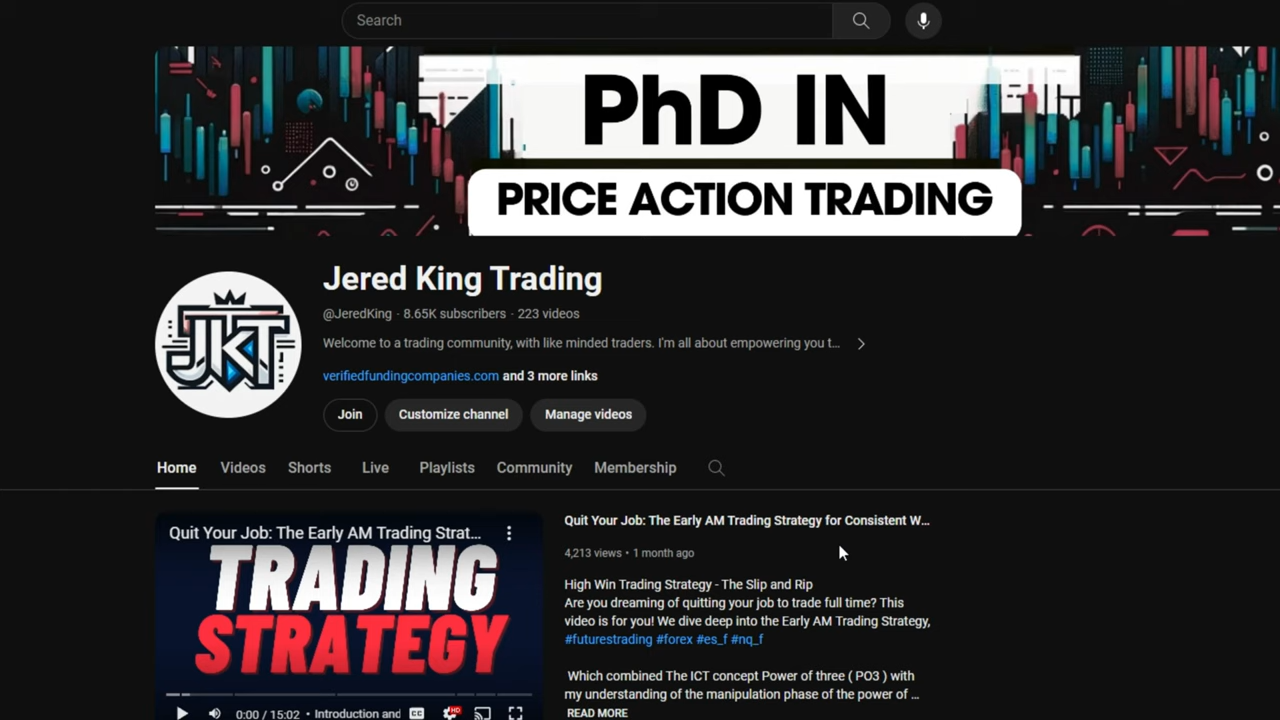 Search
PhD IN
PRICE ACTION TRADING
JKT
Jered King Trading
@JeredKing · 8.65K subscribers · 223 videos
Welcome to a trading community, with like minded traders. I'm all about empowering you t...
verifiedfundingcompanies.com and 3 more links
Join Customize channel Manage videos
Home Videos Shorts Live Playlists Community Membership
Quit Your Job: The Early AM Trading Strat...
TRADING
STRATEGY
0:00 / 15:02 • Introduction and
HD
Quit Your Job: The Early AM Trading Strategy for Consistent W...
4,213 views • 1 month ago
High Win Trading Strategy - The Slip and Rip
Are you dreaming of quitting your job to trade full time? This
video is for you! We dive deep into the Early AM Trading Strategy,
#futurestrading #forex #es_f #nq_f
Which combined The ICT concept Power of three ( PO3 ) with
my understanding of the manipulation phase of the power of ...
READ MORE